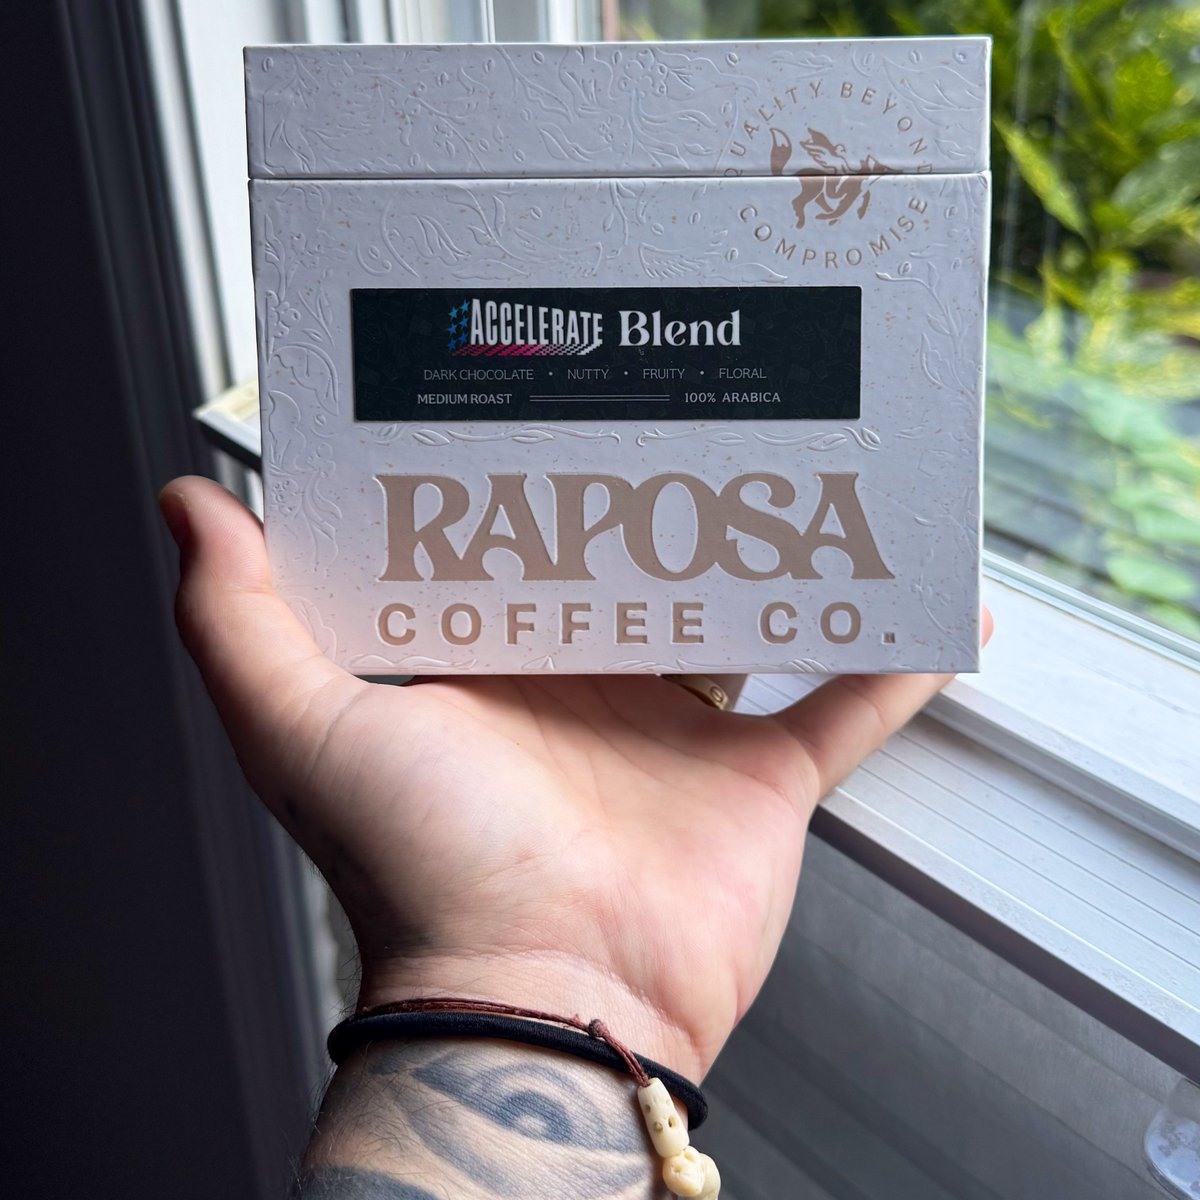 QUALITY BEYOND
COMPROMISE
ACCELERATE Blend
DARK CHOCOLATE • NUTTY • FRUITY • FLORAL
MEDIUM ROAST 100% ARABICA
RAPOSA
COFFEE CO.